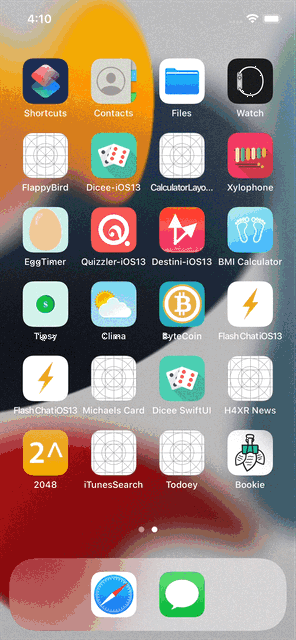 4:10
Shortcuts Contacts Files Watch
FlappyBird Dicee-iOS13 CalculatorLayo... Xylophone
EggTimer Quizzler-iOS13 Destini-iOS13 BMI Calculator
$
Tipsy Clima ByteCoin FlashChatiOS13
FlashChatiOS13 Michaels Card Dicee SwiftUI H4XR News
2^
2048 iTunesSearch Todoey Bookie